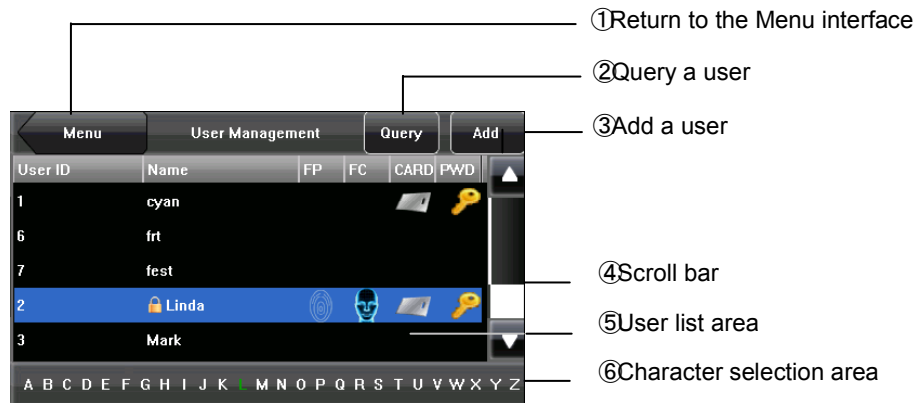 ①Return to the Menu interface
②Query a user
③Add a user
Menu User Management Query Add
User ID Name FP FC CARD PWD
1 cyan
6 frt
7 fest
④Scroll bar
2 Linda
⑤User list area
3 Mark
⑥Character selection area
A B C D E F G H I J K L M N O P Q R S T U V W X Y Z